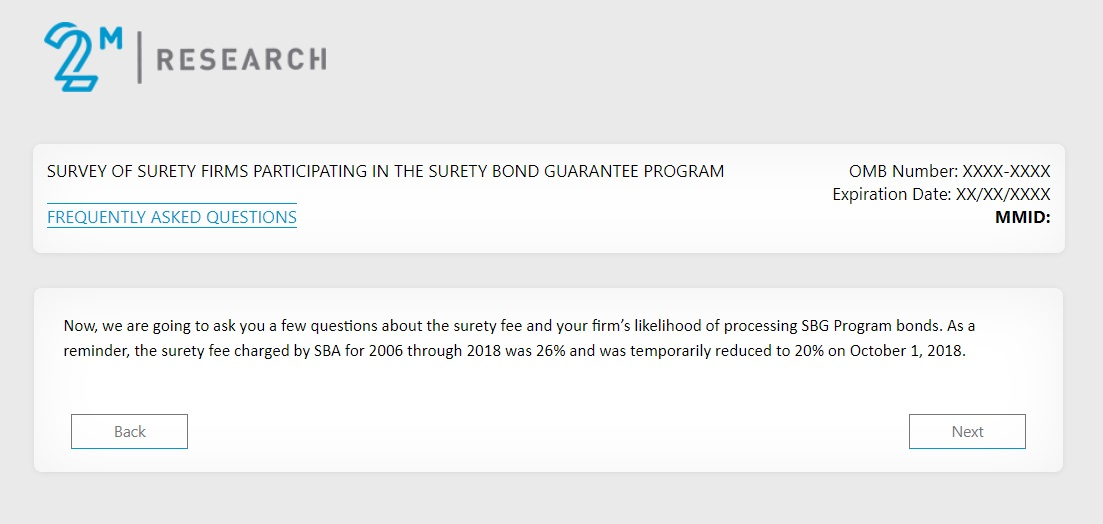 2M | RESEARCH
SURVEY OF SURETY FIRMS PARTICIPATING IN THE SURETY BOND GUARANTEE PROGRAM
OMB Number: XXXX-XXXX
Expiration Date: XX/XX/XXXX
FREQUENTLY ASKED QUESTIONS
MMID:
Now, we are going to ask you a few questions about the surety fee and your firm’s likelihood of processing SBG Program bonds. As a
reminder, the surety fee charged by SBA for 2006 through 2018 was 26% and was temporarily reduced to 20% on October 1, 2018.
Back
Next